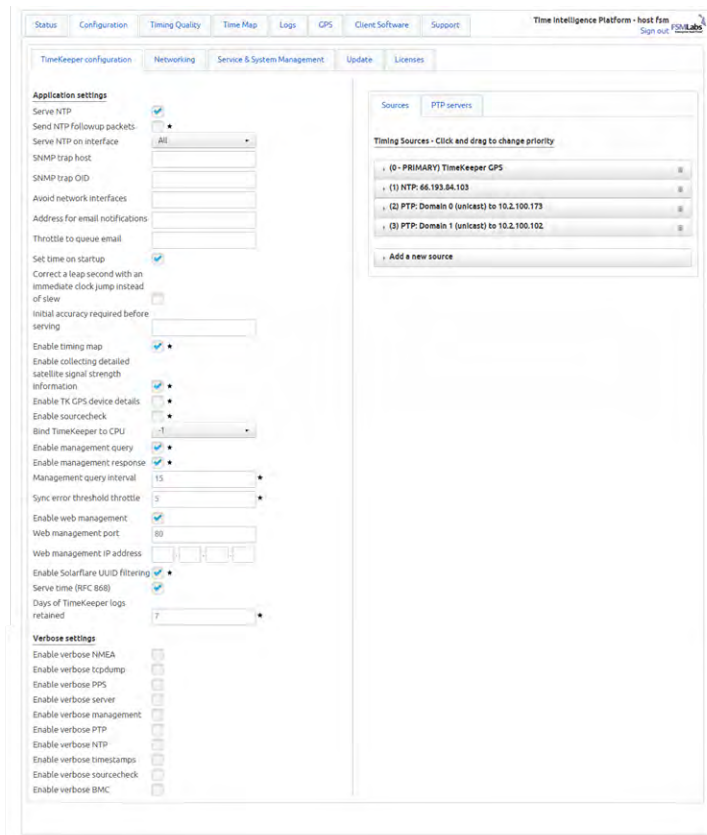 Status Configuration Timing Quality Time Map Logs GPS Client Software Support
Time Intelligence Platform - host fsm
Sign out
FSMLabs
TimeKeeper configuration Networking Service & System Management Update Licenses
Application settings
Serve NTP
Send NTP followup packets ★
Serve NTP on interface All
SNMP trap host
SNMP trap OID
Avoid network interfaces
Address for email notifications
Throttle to queue email
Set time on startup
Correct a leap second with an
immediate clock jump instead
of slew
Initial accuracy required before
serving
Enable timing map ★
Enable collecting detailed
satellite signal strength
information ★
Enable TK GPS device details ★
Enable sourcecheck ★
Bind TimeKeeper to CPU -1
Enable management query ★
Enable management response ★
Management query interval 15 ★
Sync error threshold throttle 5 ★
Enable web management
Web management port 80
Web management IP address . . .
Enable Solarflare UUID filtering ★
Serve time (RFC 868)
Days of TimeKeeper logs
retained 7 ★
Verbose settings
Enable verbose NMEA
Enable verbose tcpdump
Enable verbose PPS
Enable verbose server
Enable verbose management
Enable verbose PTP
Enable verbose NTP
Enable verbose timestamps
Enable verbose sourcecheck
Enable verbose BMC
Sources PTP servers
Timing Sources - Click and drag to change priority
(0 - PRIMARY) TimeKeeper GPS
(1) NTP: 66.193.84.103
(2) PTP: Domain 0 (unicast) to 10.2.100.173
(3) PTP: Domain 1 (unicast) to 10.2.100.102
Add a new source